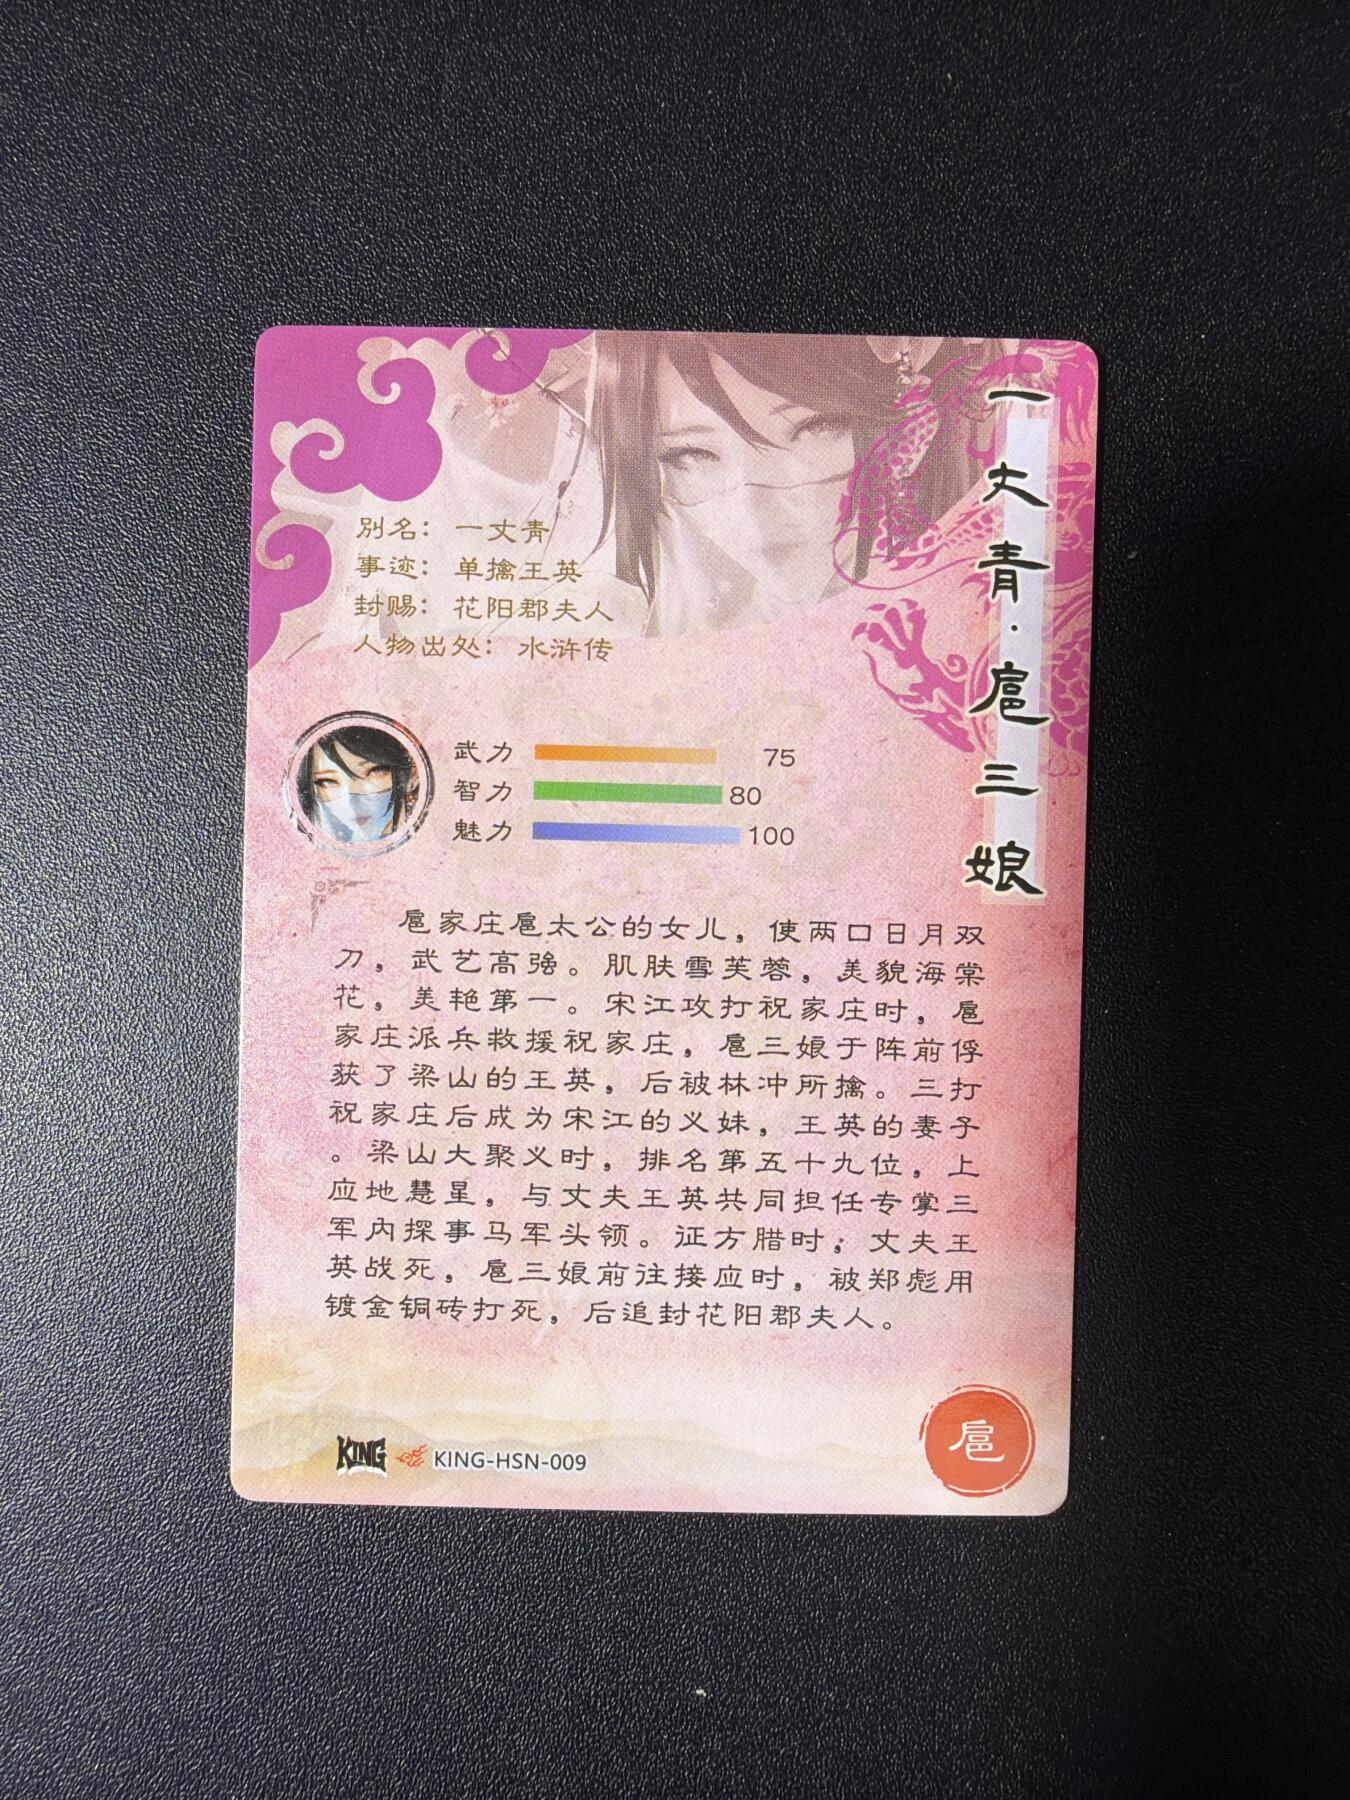 一丈青·扈三娘
别名：一丈青
事迹：单擒王英
封赐：花阳郡夫人
人物出处：水浒传
武力 75
智力 80
魅力 100
扈家庄扈太公的女儿，使两口日月双
刀，武艺高强。肌肤雪芙蓉，美貌海棠
花，美艳第一。宋江攻打祝家庄时，扈
家庄派兵救援祝家庄，扈三娘于阵前俘
获了梁山的王英，后被林冲所擒。三打
祝家庄后成为宋江的义妹，王英的妻子
。梁山大聚义时，排名第五十九位，上
应地慧星，与丈夫王英共同担任专掌三
军内探事马军头领。证方腊时，丈夫王
英战死，扈三娘前往接应时，被郑彪用
镀金铜砖打死，后追封花阳郡夫人。
KING KING-HSN-009
扈